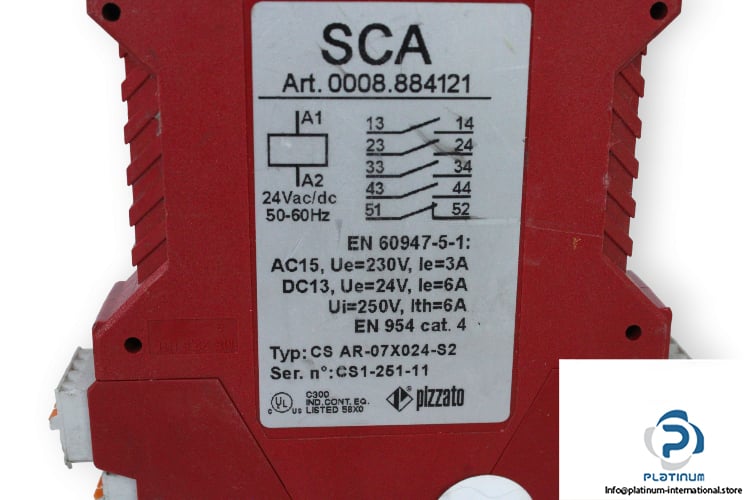 SCA
Art. 0008.884121
A1
A2
24Vac/dc
50-60Hz
13 14
23 24
33 34
43 44
51 52
EN 60947-5-1:
AC15, Ue=230V, Ie=3A
DC13, Ue=24V, Ie=6A
Ui=250V, Ith=6A
EN 954 cat. 4
Typ: CS AR-07X024-S2
Ser. n°: CS1-251-11
C UL US
C300
IND.CONT. EQ.
LISTED 58X0
pizzato
PLATINUM
Info@platinum-international.store